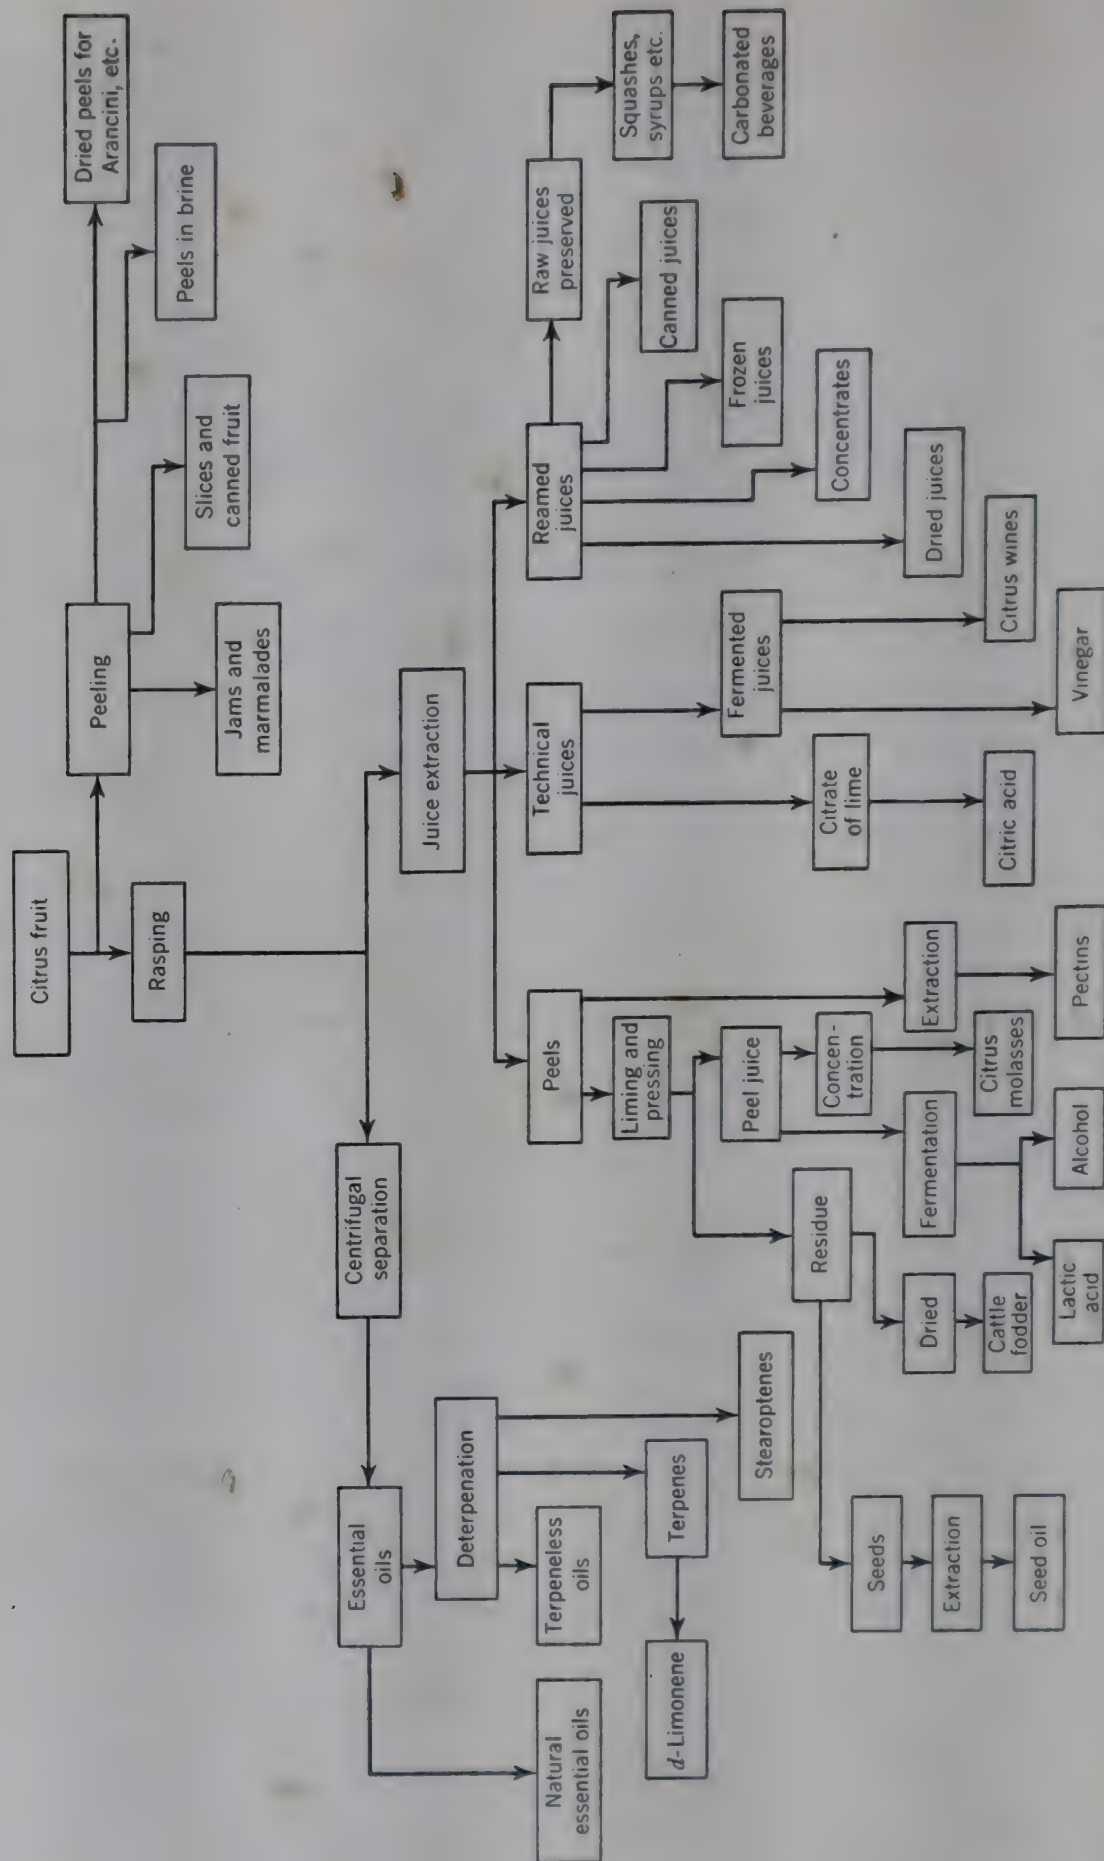 Citrus fruit
Rasping
Peeling
Jams and
marmalades
Slices and
canned fruit
Peels in brine
Dried peels for
Arancini, etc.
Centrifugal
separation
Juice extraction
Essential
oils
Natural
essential oils
Deterpenation
Terpeneless
oils
Terpenes
d-Limonene
Stearoptenes
Peels
Liming and
pressing
Peel juice
Concen-
tration
Citrus
molasses
Fermentation
Lactic
acid
Alcohol
Extraction
Pectins
Residue
Dried
Cattle
fodder
Seeds
Extraction
Seed oil
Technical
juices
Citrate
of lime
Citric acid
Fermented
juices
Vinegar
Citrus wines
Reamed
juices
Dried juices
Concentrates
Frozen
juices
Canned juices
Raw juices
preserved
Squashes,
syrups etc.
Carbonated
beverages